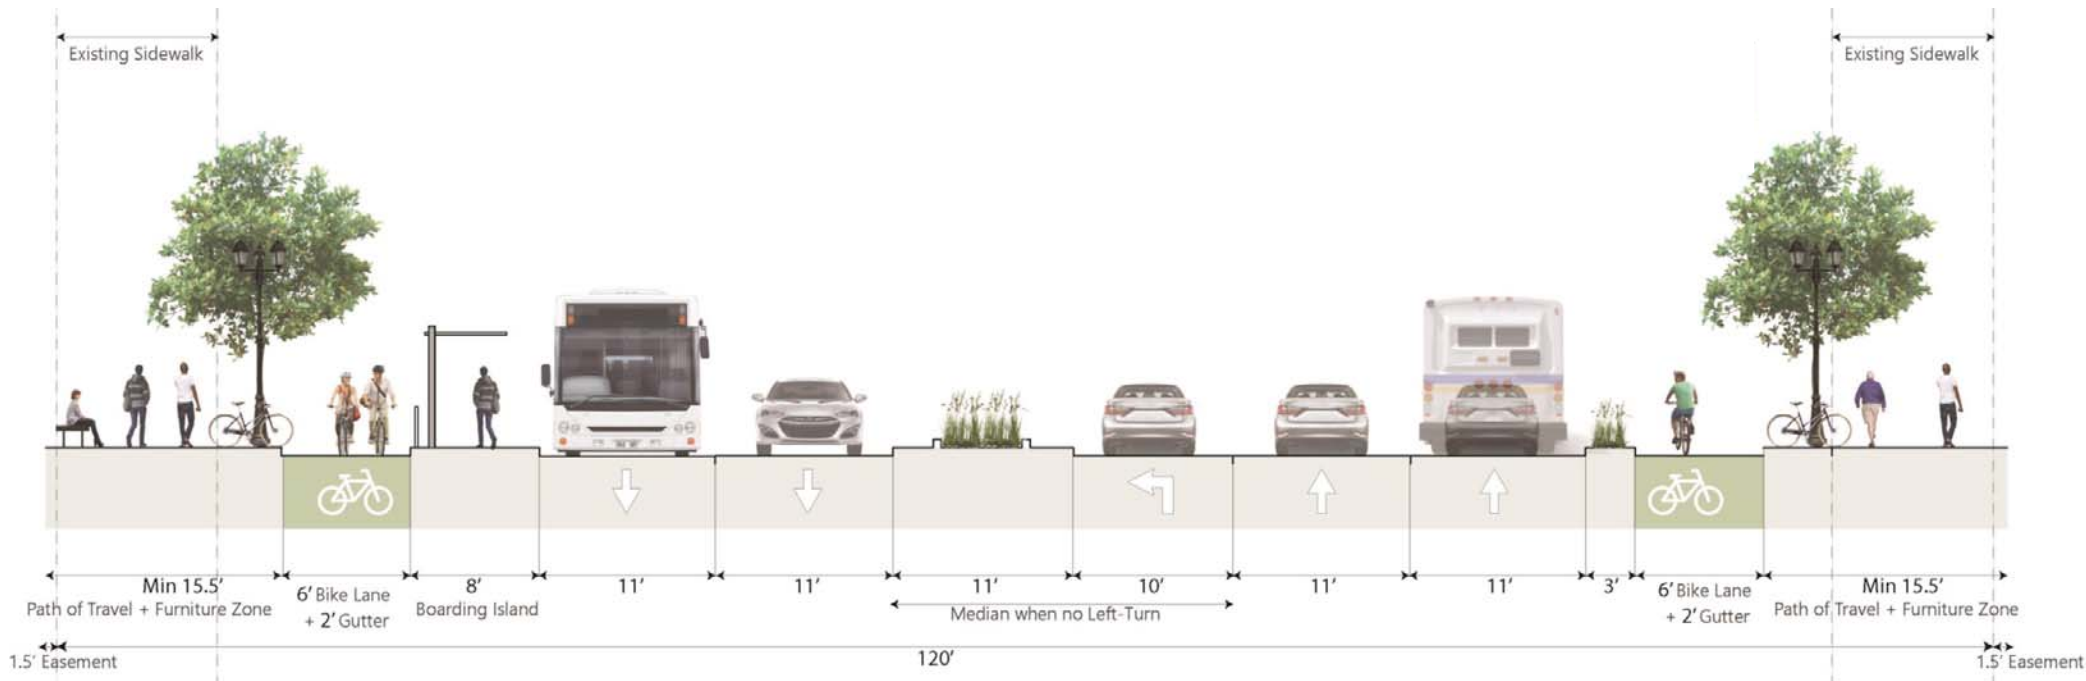 Existing Sidewalk
Existing Sidewalk
Min 15.5'
Path of Travel + Furniture Zone
6' Bike Lane
+ 2' Gutter
8'
Boarding Island
11'
11'
11'
10'
Median when no Left-Turn
11'
11'
3'
6' Bike Lane
+ 2' Gutter
Min 15.5'
Path of Travel + Furniture Zone
1.5' Easement
120'
1.5' Easement